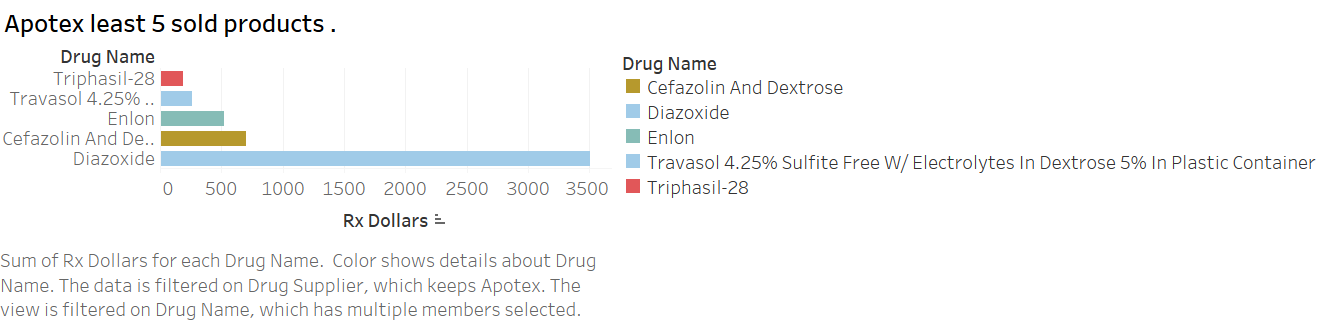 Apotex least 5 sold products .
Drug Name
Triphasil-28
Travasol 4.25% ..
Enlon
Cefazolin And De..
Diazoxide
0 500 1000 1500 2000 2500 3000 3500
Rx Dollars
Drug Name
Cefazolin And Dextrose
Diazoxide
Enlon
Travasol 4.25% Sulfite Free W/ Electrolytes In Dextrose 5% In Plastic Container
Triphasil-28
Sum of Rx Dollars for each Drug Name.  Color shows details about Drug
Name. The data is filtered on Drug Supplier, which keeps Apotex. The
view is filtered on Drug Name, which has multiple members selected.